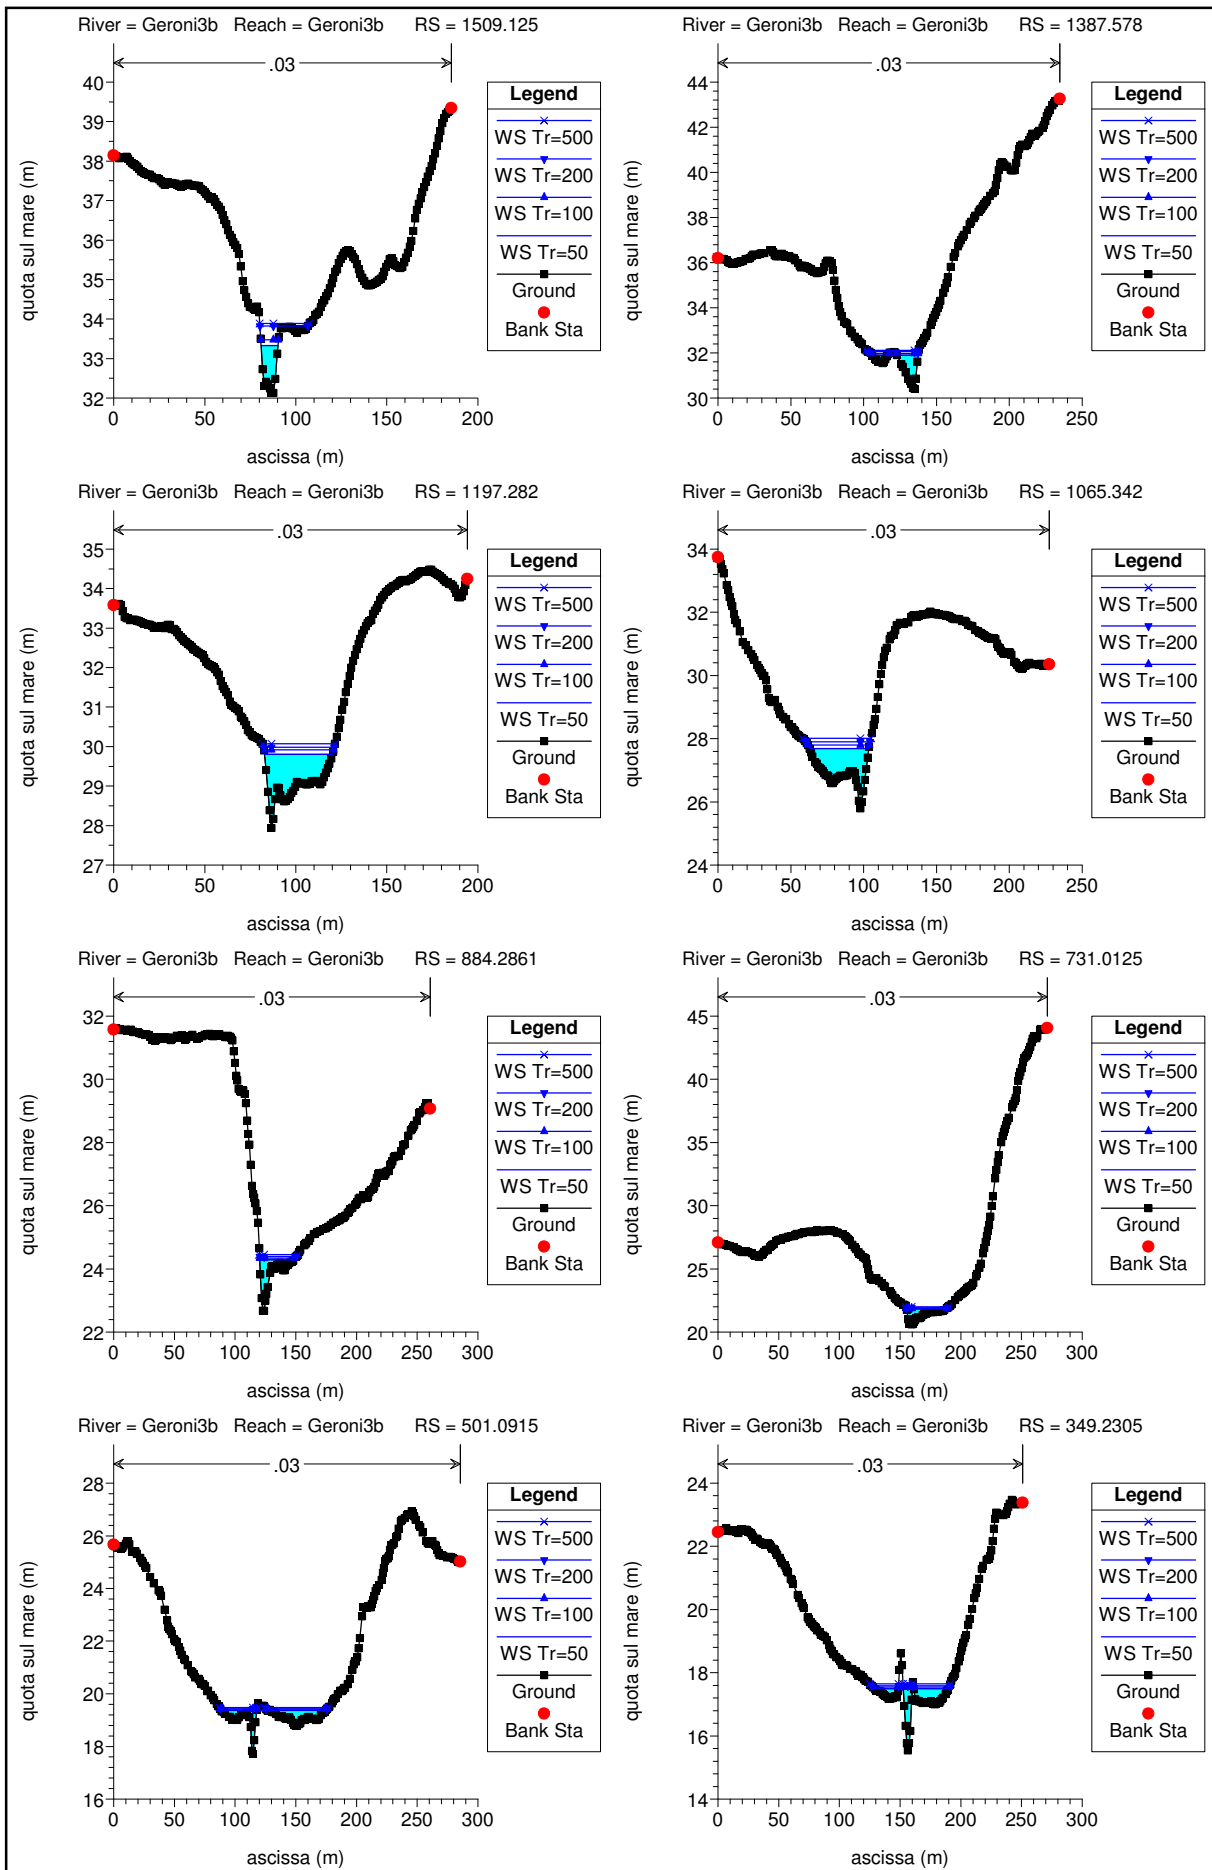 River = Geroni3b Reach = Geroni3b RS = 1509.125
.03
quota sul mare (m)
40
39
38
37
36
35
34
33
32
0 50 100 150 200
ascissa (m)
Legend
WS Tr=500
WS Tr=200
WS Tr=100
WS Tr=50
Ground
Bank Sta
River = Geroni3b Reach = Geroni3b RS = 1387.578
.03
quota sul mare (m)
44
42
40
38
36
34
32
30
0 50 100 150 200 250
ascissa (m)
Legend
WS Tr=500
WS Tr=200
WS Tr=100
WS Tr=50
Ground
Bank Sta
River = Geroni3b Reach = Geroni3b RS = 1197.282
.03
quota sul mare (m)
35
34
33
32
31
30
29
28
27
0 50 100 150 200
ascissa (m)
Legend
WS Tr=500
WS Tr=200
WS Tr=100
WS Tr=50
Ground
Bank Sta
River = Geroni3b Reach = Geroni3b RS = 1065.342
.03
quota sul mare (m)
34
32
30
28
26
24
0 50 100 150 200 250
ascissa (m)
Legend
WS Tr=500
WS Tr=200
WS Tr=100
WS Tr=50
Ground
Bank Sta
River = Geroni3b Reach = Geroni3b RS = 884.2861
.03
quota sul mare (m)
32
30
28
26
24
22
0 50 100 150 200 250 300
ascissa (m)
Legend
WS Tr=500
WS Tr=200
WS Tr=100
WS Tr=50
Ground
Bank Sta
River = Geroni3b Reach = Geroni3b RS = 731.0125
.03
quota sul mare (m)
45
40
35
30
25
20
0 50 100 150 200 250 300
ascissa (m)
Legend
WS Tr=500
WS Tr=200
WS Tr=100
WS Tr=50
Ground
Bank Sta
River = Geroni3b Reach = Geroni3b RS = 501.0915
.03
quota sul mare (m)
28
26
24
22
20
18
16
0 50 100 150 200 250 300
ascissa (m)
Legend
WS Tr=500
WS Tr=200
WS Tr=100
WS Tr=50
Ground
Bank Sta
River = Geroni3b Reach = Geroni3b RS = 349.2305
.03
quota sul mare (m)
24
22
20
18
16
14
0 50 100 150 200 250 300
ascissa (m)
Legend
WS Tr=500
WS Tr=200
WS Tr=100
WS Tr=50
Ground
Bank Sta